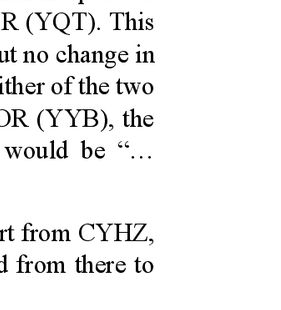 R (YQT). This
ut no change in
ither of the two
OR (YYB), the
would be “…
rt from CYHZ,
d from there to